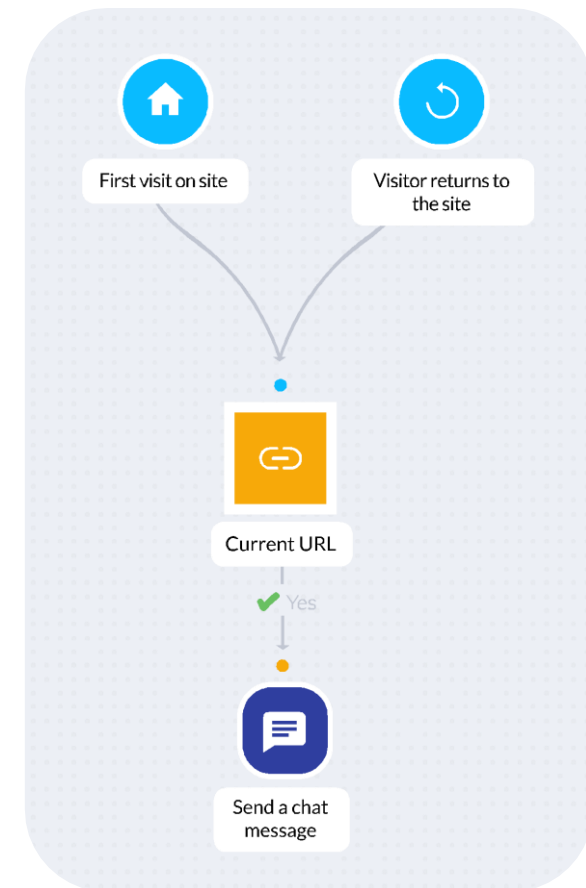 First visit on site
Visitor returns to
the site
Current URL
Yes
Send a chat
message